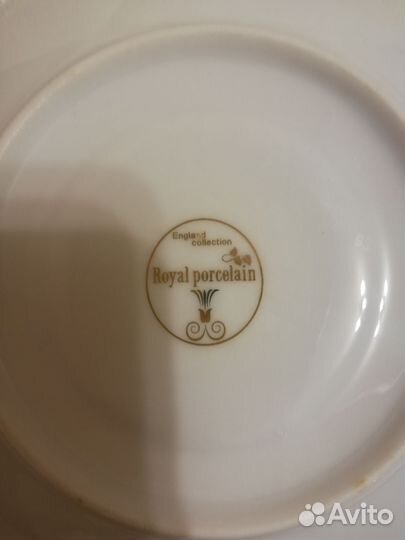 England
collection
Royal porcelain
Avito